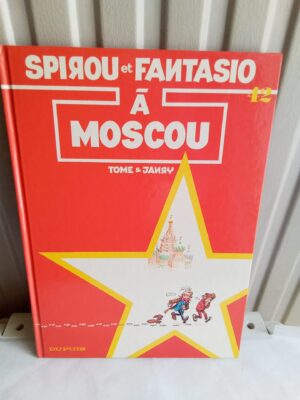 SPIROU et FANTASIO
42
À
MOSCOU
TOME & JANRY
DUPUIS